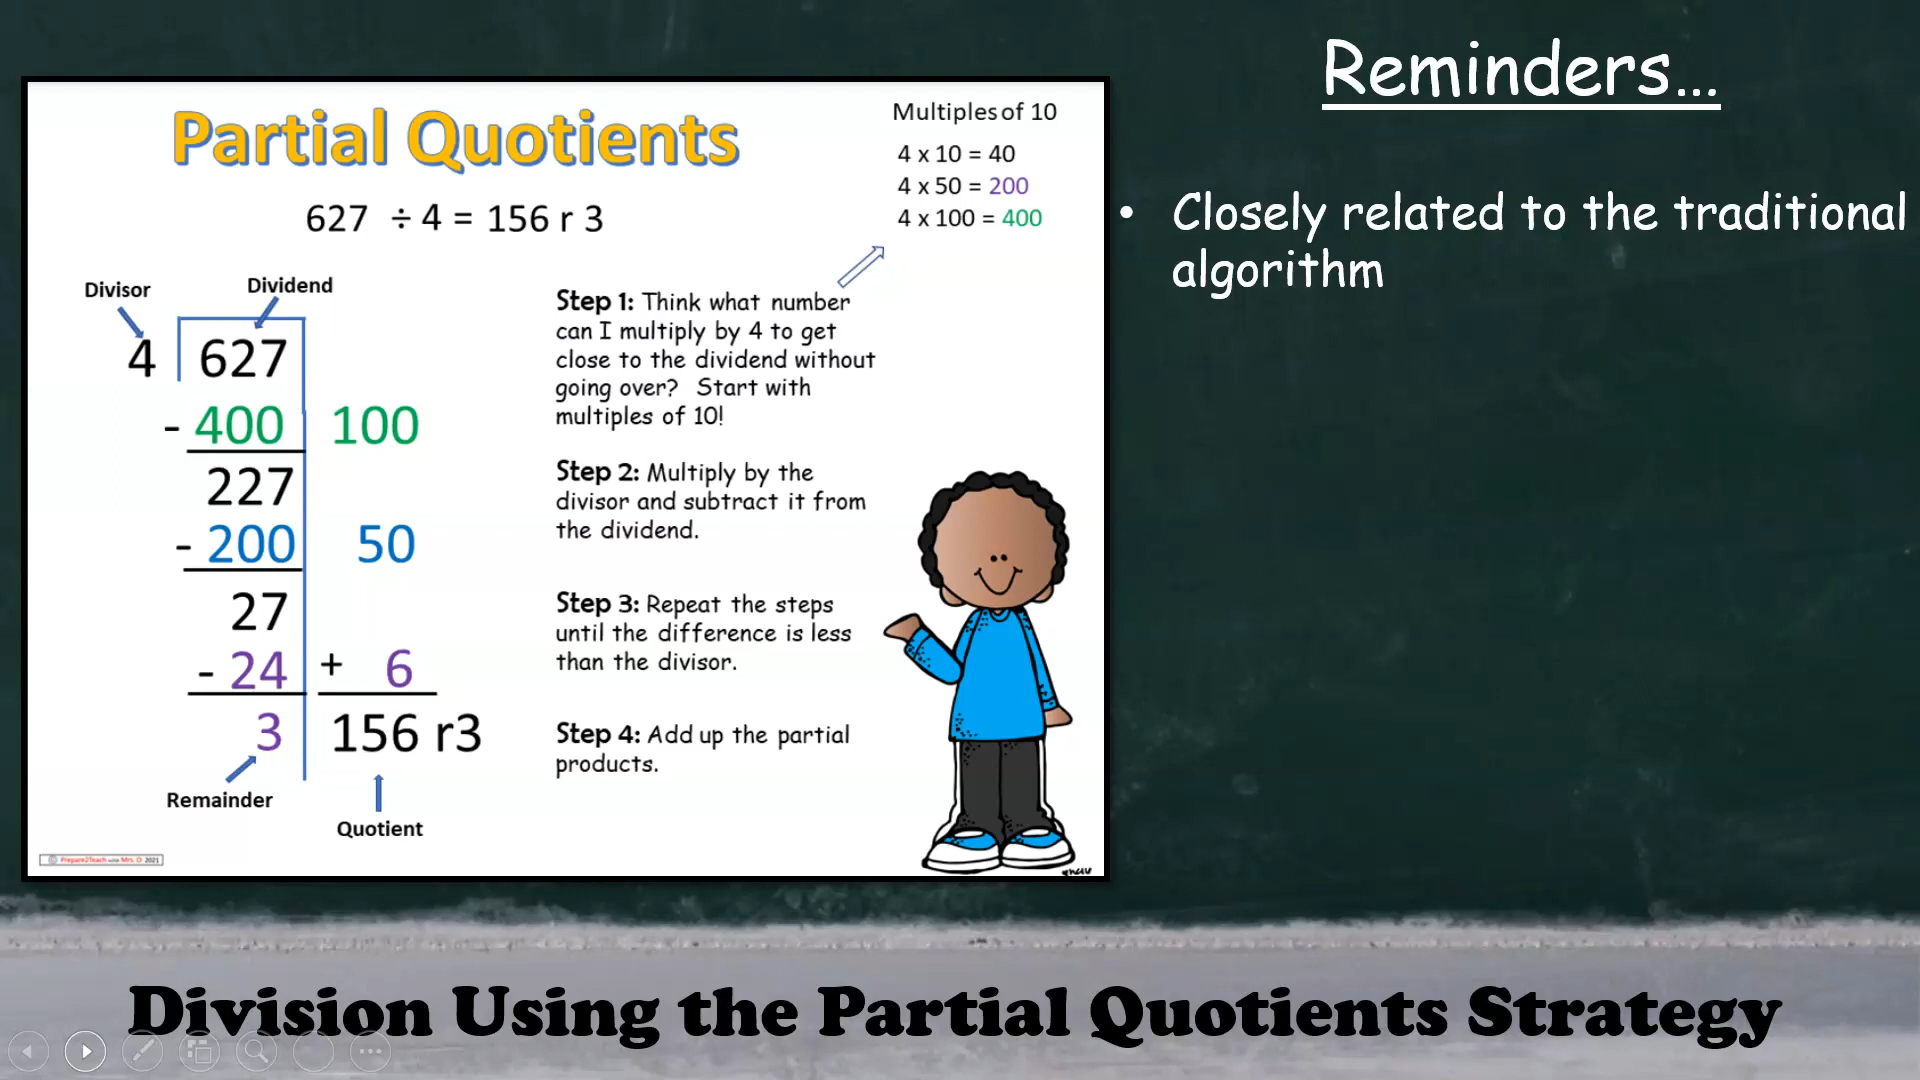 Reminders...
Partial Quotients
627 ÷ 4 = 156 r 3
Multiples of 10
4 x 10 = 40
4 x 50 = 200
4 x 100 = 400
• Closely related to the traditional
algorithm
Divisor
Dividend
4 627
- 400 100
227
- 200 50
27
- 24 + 6
3 156 r3
Remainder
Quotient
Step 1: Think what number
can I multiply by 4 to get
close to the dividend without
going over? Start with
multiples of 10!
Step 2: Multiply by the
divisor and subtract it from
the dividend.
Step 3: Repeat the steps
until the difference is less
than the divisor.
Step 4: Add up the partial
products.
© Prepare2Teach with Mrs. O 2021
Division Using the Partial Quotients Strategy